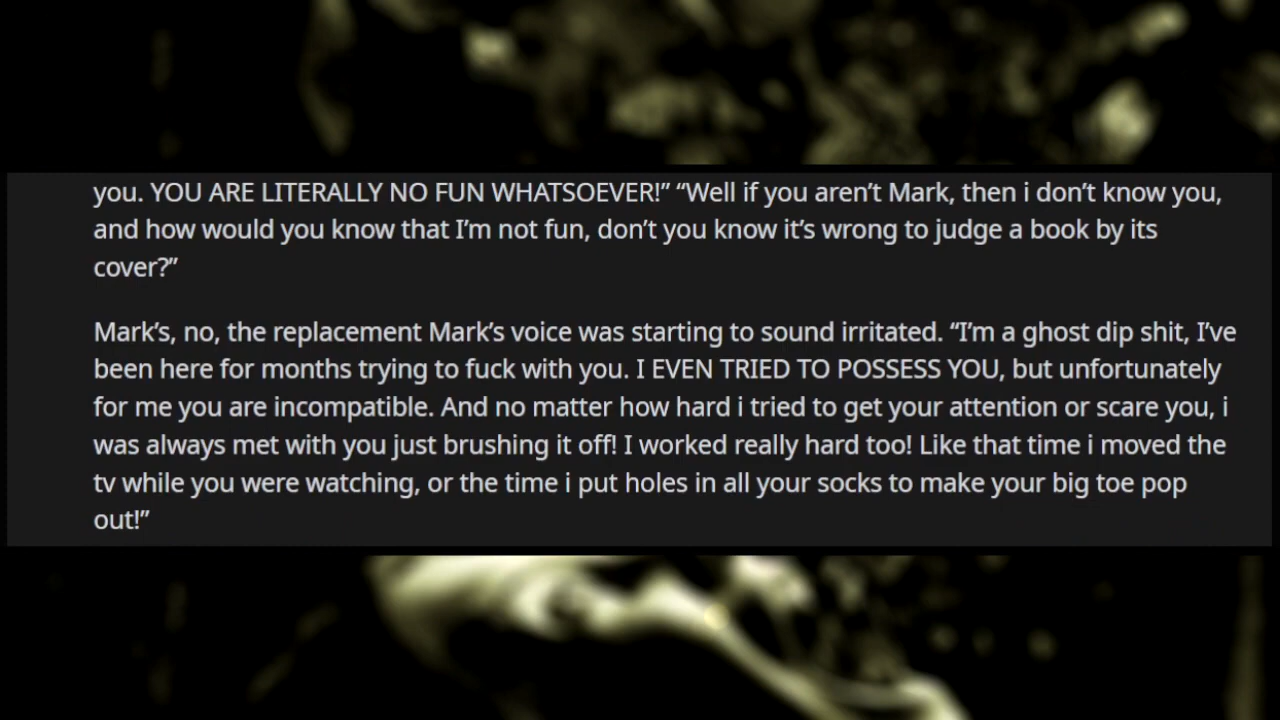 you. YOU ARE LITERALLY NO FUN WHATSOEVER!” “Well if you aren’t Mark, then i don’t know you,
and how would you know that I’m not fun, don’t you know it’s wrong to judge a book by its
cover?”
Mark’s, no, the replacement Mark’s voice was starting to sound irritated. “I’m a ghost dip shit, I’ve
been here for months trying to fuck with you. I EVEN TRIED TO POSSESS YOU, but unfortunately
for me you are incompatible. And no matter how hard i tried to get your attention or scare you, i
was always met with you just brushing it off! I worked really hard too! Like that time i moved the
tv while you were watching, or the time i put holes in all your socks to make your big toe pop
out!”